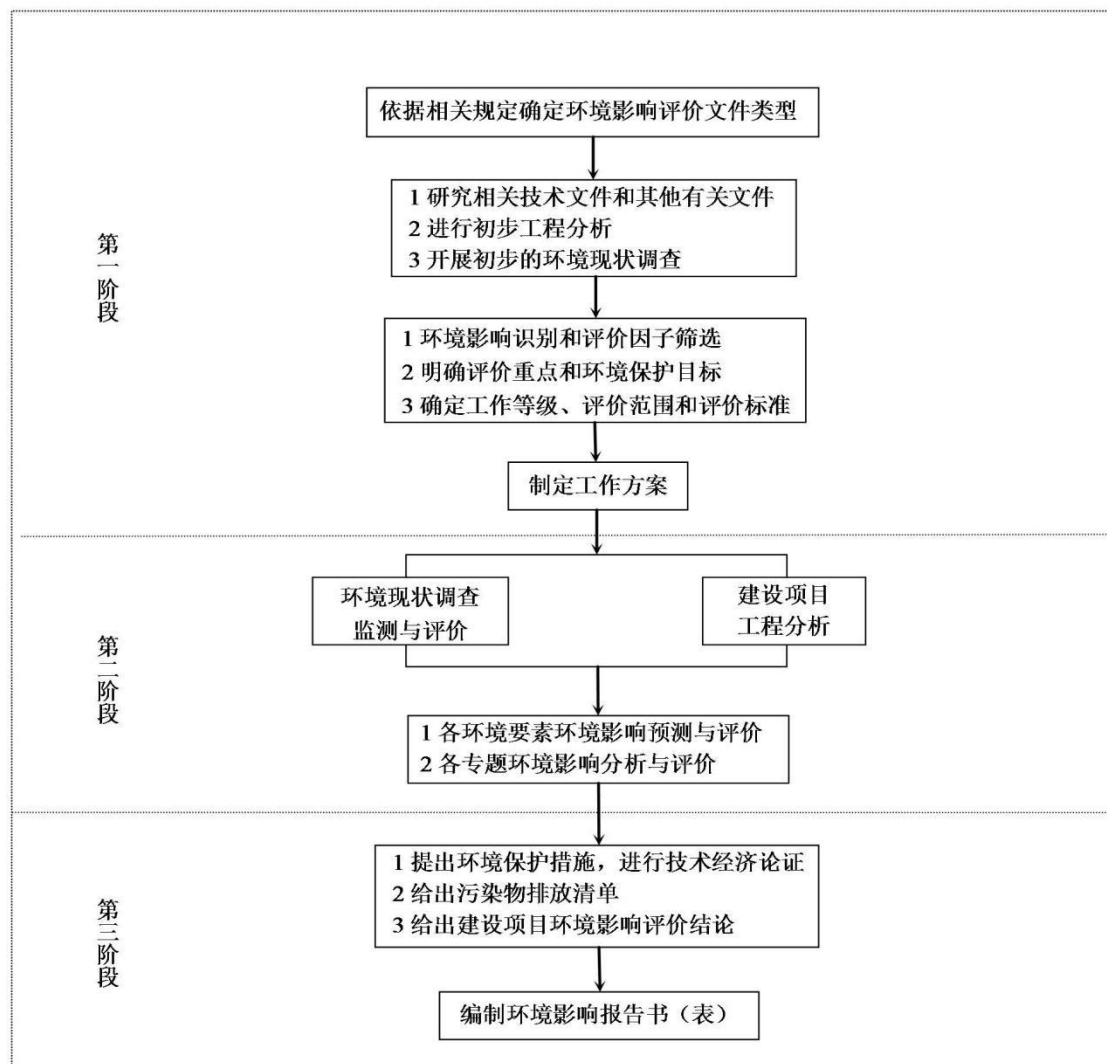 依据相关规定确定环境影响评价文件类型
第一阶段
1 研究相关技术文件和其他有关文件
2 进行初步工程分析
3 开展初步的环境现状调查
1 环境影响识别和评价因子筛选
2 明确评价重点和环境保护目标
3 确定工作等级、评价范围和评价标准
制定工作方案
第二阶段
环境现状调查
监测与评价
建设项目
工程分析
1 各环境要素环境影响预测与评价
2 各专题环境影响分析与评价
第三阶段
1 提出环境保护措施，进行技术经济论证
2 给出污染物排放清单
3 给出建设项目环境影响评价结论
编制环境影响报告书（表）